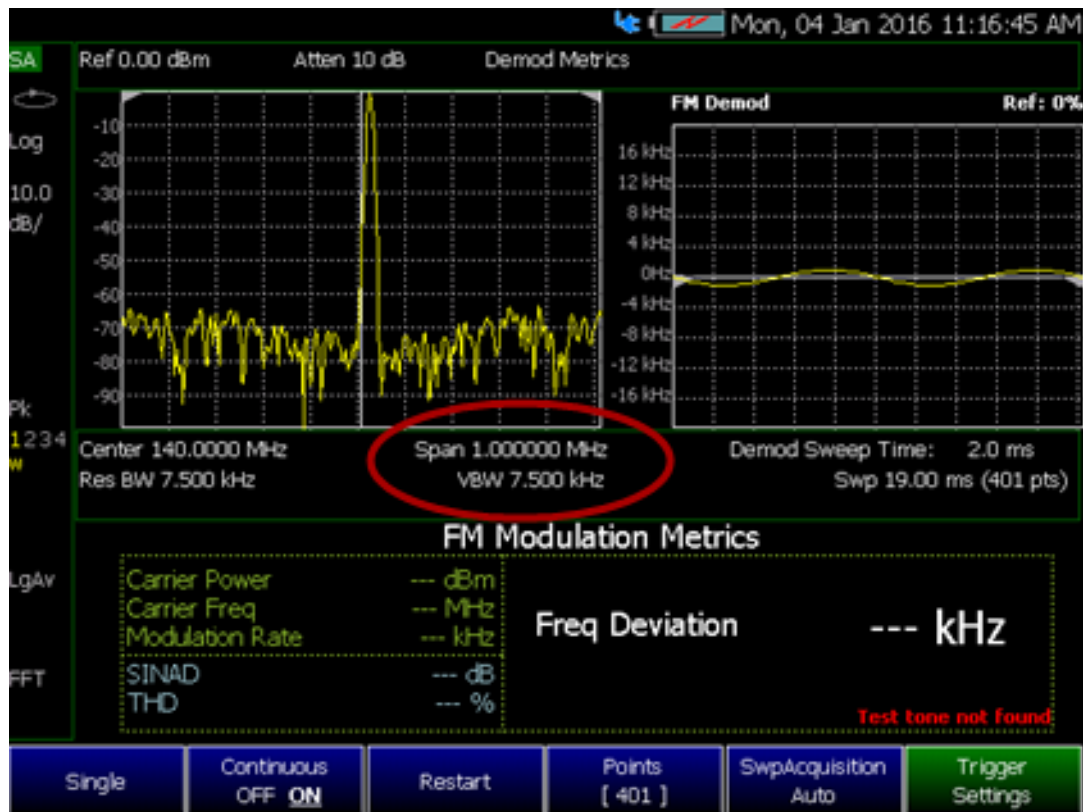 Mon, 04 Jan 2016 11:16:45 AM
SA
Ref 0.00 dBm Atten 10 dB Demod Metrics
Log
10.0
dB/
Pk
1234
W
LgAv
FFT
-10
-20
-30
-40
-50
-60
-70
-80
-90
FM Demod Ref: 0%
16 kHz
12 kHz
8 kHz
4 kHz
0Hz
-4 kHz
-8 kHz
-12 kHz
-16 kHz
Center 140.0000 MHz Span 1.000000 MHz Demod Sweep Time: 2.0 ms
Res BW 7.500 kHz VBW 7.500 kHz Swp 19.00 ms (401 pts)
FM Modulation Metrics
Carrier Power --- dBm
Carrier Freq --- MHz
Modulation Rate --- kHz
SINAD --- dB
THD --- %
Freq Deviation --- kHz
Test tone not found
Single
Continuous
OFF ON
Restart
Points
[ 401 ]
SwpAcquisition
Auto
Trigger
Settings